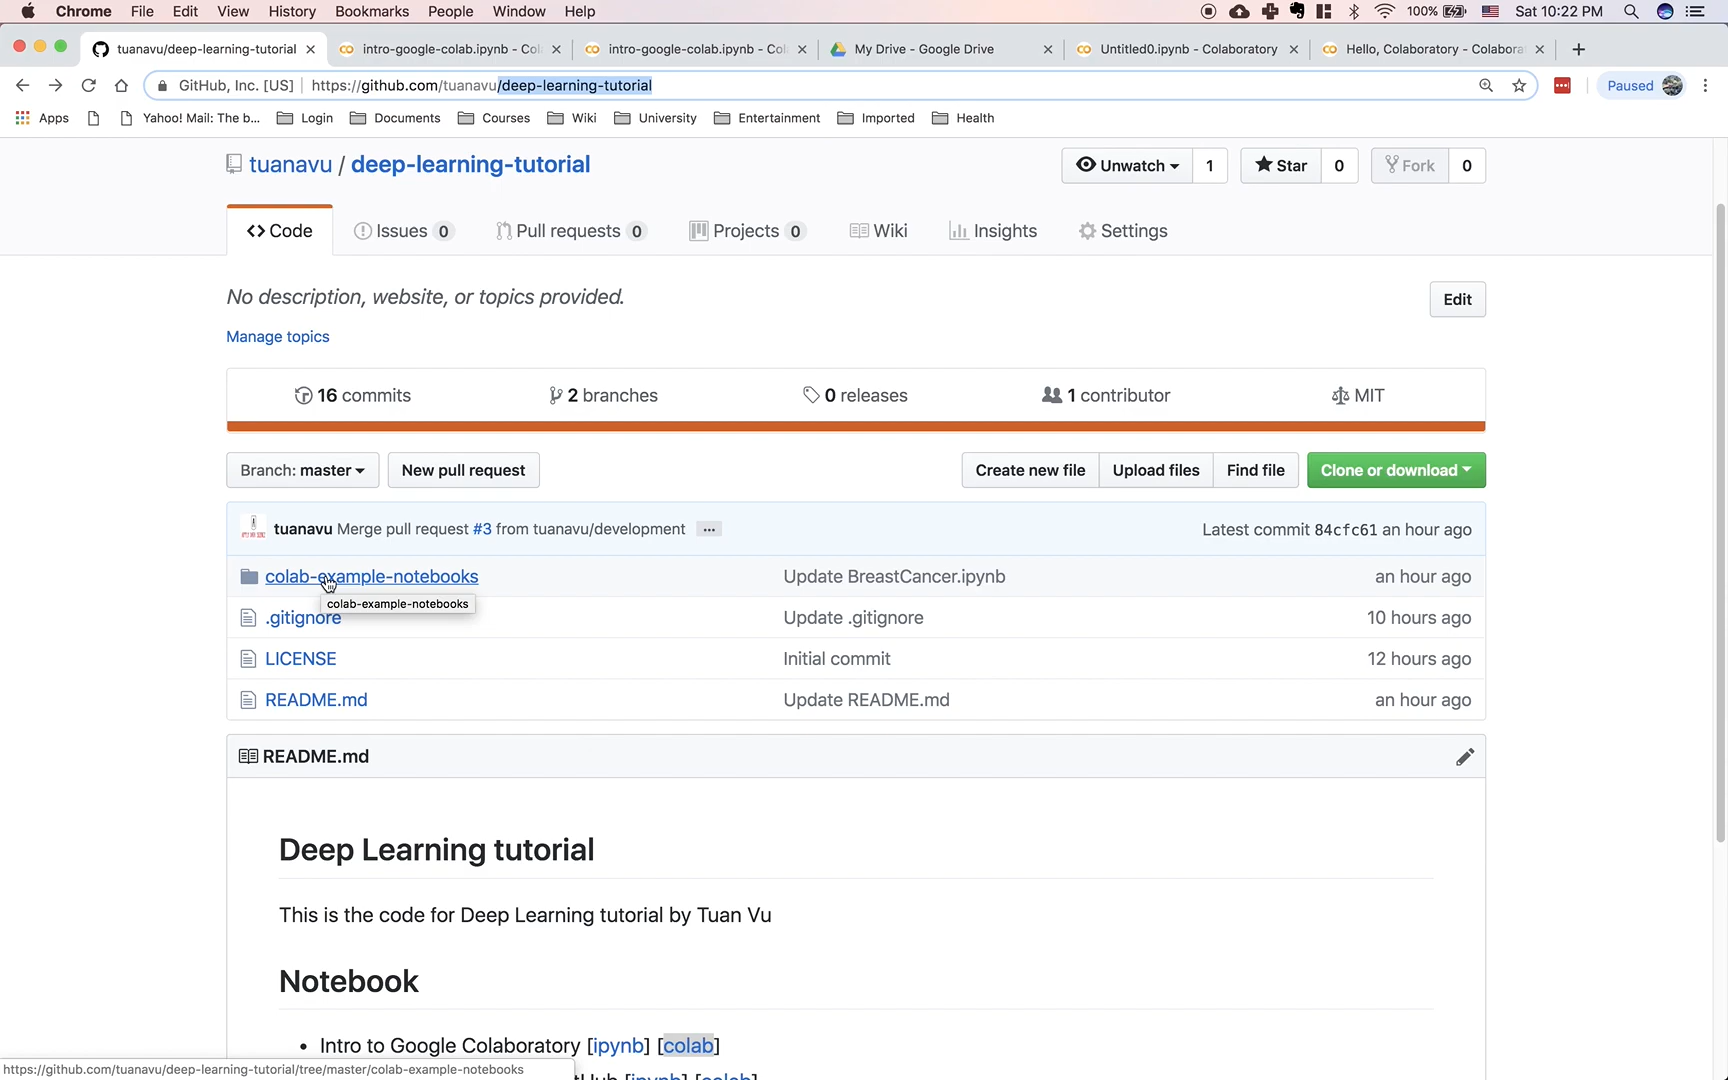 Chrome File Edit View History Bookmarks People Window Help 100% Sat 10:22 PM
tuanavu/deep-learning-tutorial intro-google-colab.ipynb - Col intro-google-colab.ipynb - Col My Drive - Google Drive Untitled0.ipynb - Colaboratory Hello, Colaboratory - Colabora
GitHub, Inc. [US] https://github.com/tuanavu/deep-learning-tutorial Paused
Apps Yahoo! Mail: The b... Login Documents Courses Wiki University Entertainment Imported Health
tuanavu / deep-learning-tutorial Unwatch 1 Star 0 Fork 0
Code Issues 0 Pull requests 0 Projects 0 Wiki Insights Settings
No description, website, or topics provided. Edit
Manage topics
16 commits 2 branches 0 releases 1 contributor MIT
Branch: master New pull request Create new file Upload files Find file Clone or download
tuanavu Merge pull request #3 from tuanavu/development ... Latest commit 84cfc61 an hour ago
colab-example-notebooks Update BreastCancer.ipynb an hour ago
colab-example-notebooks
.gitignore Update .gitignore 10 hours ago
LICENSE Initial commit 12 hours ago
README.md Update README.md an hour ago
README.md
Deep Learning tutorial
This is the code for Deep Learning tutorial by Tuan Vu
Notebook
• Intro to Google Colaboratory [ipynb] [colab]
https://github.com/tuanavu/deep-learning-tutorial/tree/master/colab-example-notebooks
[ipynb] [colab]